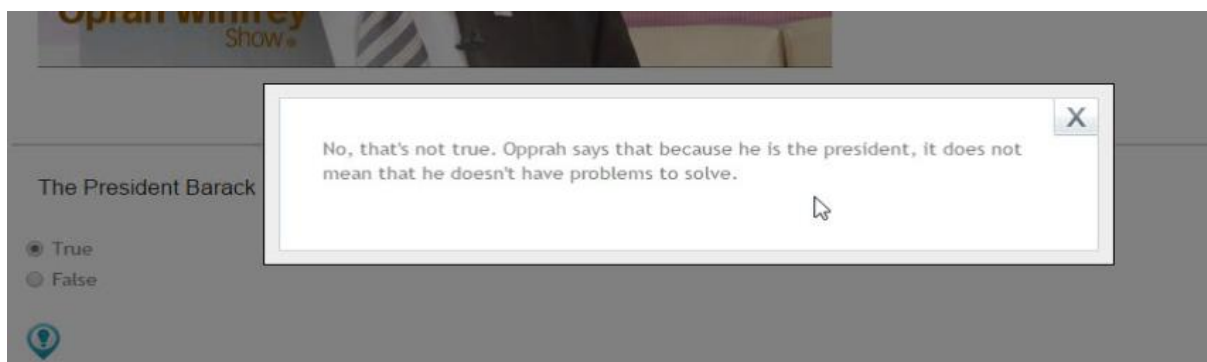 Oprah Winfrey
Show®
X
No, that's not true. Opprah says that because he is the president, it does not
mean that he doesn't have problems to solve.
The President Barack
True
False